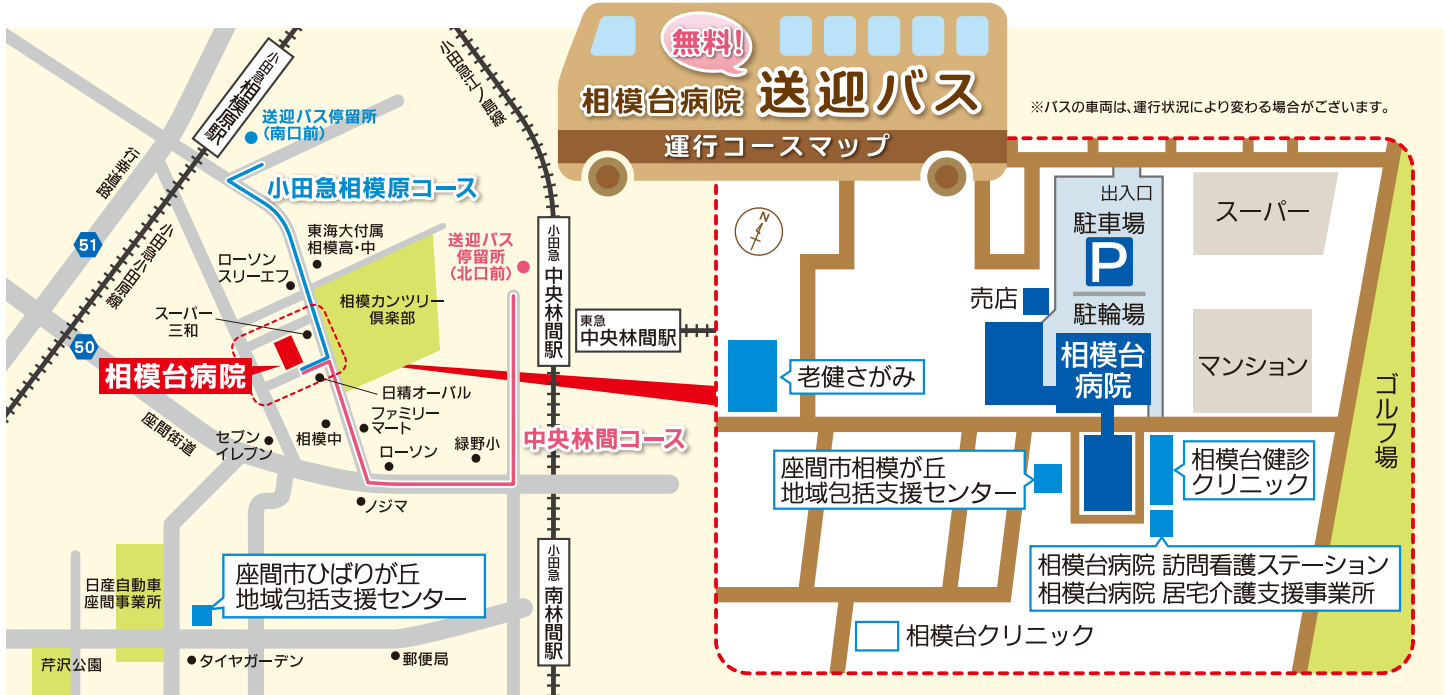 無料!
相模台病院 送迎バス
運行コースマップ
※バスの車両は、運行状況により変わる場合がございます。
小田急
相模原駅
小田急江ノ島線
送迎バス停留所
(南口前)
行幸道路
小田急相模原コース
51
小田急小田原線
東海大付属
相模高・中
ローソン
スリーエフ
送迎バス
停留所
(北口前)
小田急
中央林間駅
東急
中央林間駅
スーパー
三和
相模カンツリー
倶楽部
50
相模台病院
日精オーバル
ファミリー
マート
座間街道
セブン
イレブン
相模中
ローソン
緑野小
中央林間コース
ノジマ
小田急
南林間駅
日産自動車
座間事業所
座間市ひばりが丘
地域包括支援センター
芹沢公園
タイヤガーデン
郵便局
N
出入口
駐車場
P
駐輪場
スーパー
売店
相模台
病院
マンション
老健さがみ
ゴルフ場
座間市相模が丘
地域包括支援センター
相模台健診
クリニック
相模台病院 訪問看護ステーション
相模台病院 居宅介護支援事業所
相模台クリニック